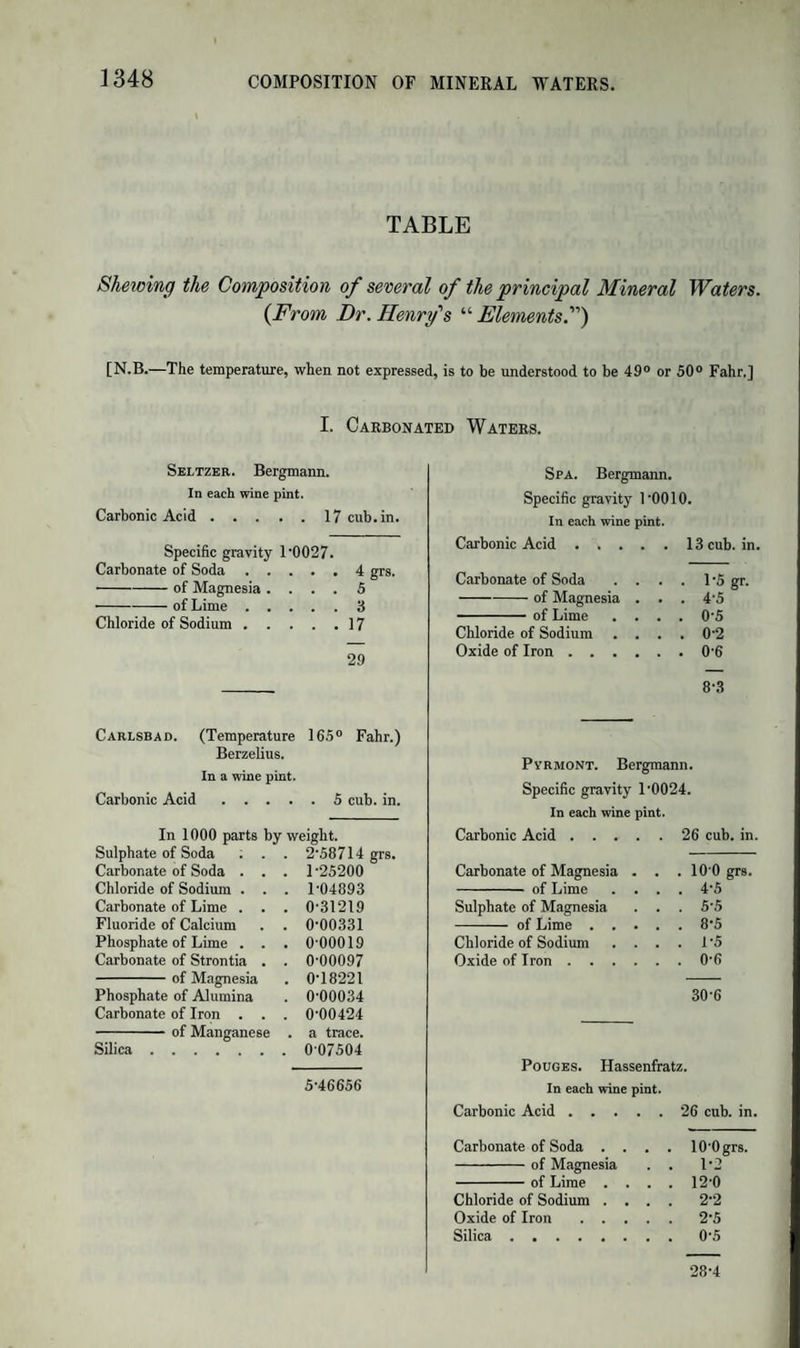 1348 COMPOSITION OF MINERAL WATERS.
TABLE
Shewing the Composition of several of the principal Mineral Waters.
(From Dr. Henry's “Elements.”)
[N.B.—The temperature, when not expressed, is to be understood to be 49° or 50° Fahr.]
I. CARBONATED WATERS.
SELTZER. Bergmann.
In each wine pint.
Carbonic Acid . . . . . 17 cub. in.
Specific gravity 1·0027.
Carbonate of Soda . . . . . 4 grs.
——— of Magnesia . . . . 5
——— of Lime . . . . . 3
Chloride of Sodium . . . . . 17
29
CARLSBAD. (Temperature 165° Fahr.)
Berzelius.
In a wine pint.
Carbonic Acid . . . . . 5 cub. in.
In 1000 parts by weight.
Sulphate of Soda . . . 2·58714 grs.
Carbonate of Soda . . . 1·25200
Chloride of Sodium . . . 1·04893
Carbonate of Lime . . . 0·31219
Fluoride of Calcium . . 0·00331
Phosphate of Lime . . . 0·00019
Carbonate of Strontia . . 0·00097
——— of Magnesia . 0·18221
Phosphate of Alumina . 0·00034
Carbonate of Iron . . . 0·00424
——— of Manganese . a trace.
Silica . . . . . . . 0·07504
5·46656
SPA. Bergmann.
Specific gravity 1·0010.
In each wine pint.
Carbonic Acid . . . . . 13 cub. in.
Carbonate of Soda . . . . 1·5 gr.
——— of Magnesia . . . 4·5
——— of Lime . . . . 0·5
Chloride of Sodium . . . . 0·2
Oxide of Iron . . . . . . 0·6
8·3
PYRMONT. Bergmann.
Specific gravity 1·0024.
In each wine pint.
Carbonic Acid . . . . . 26 cub. in.
Carbonate of Magnesia . . . 10·0 grs.
——— of Lime . . . . 4·5
Sulphate of Magnesia . . . 5·5
——— of Lime . . . . . 8·5
Chloride of Sodium . . . . 1·5
Oxide of Iron . . . . . . 0·6
30·6
POUGES. Hassenfratz.
In each wine pint.
Carbonic Acid . . . . . 26 cub. in.
Carbonate of Soda . . . . 10·0 grs.
——— of Magnesia . . 1·2
——— of Lime . . . . 12·0
Chloride of Sodium . . . . 2·2
Oxide of Iron . . . . . 2·5
Silica . . . . . . . . 0·5
28·4